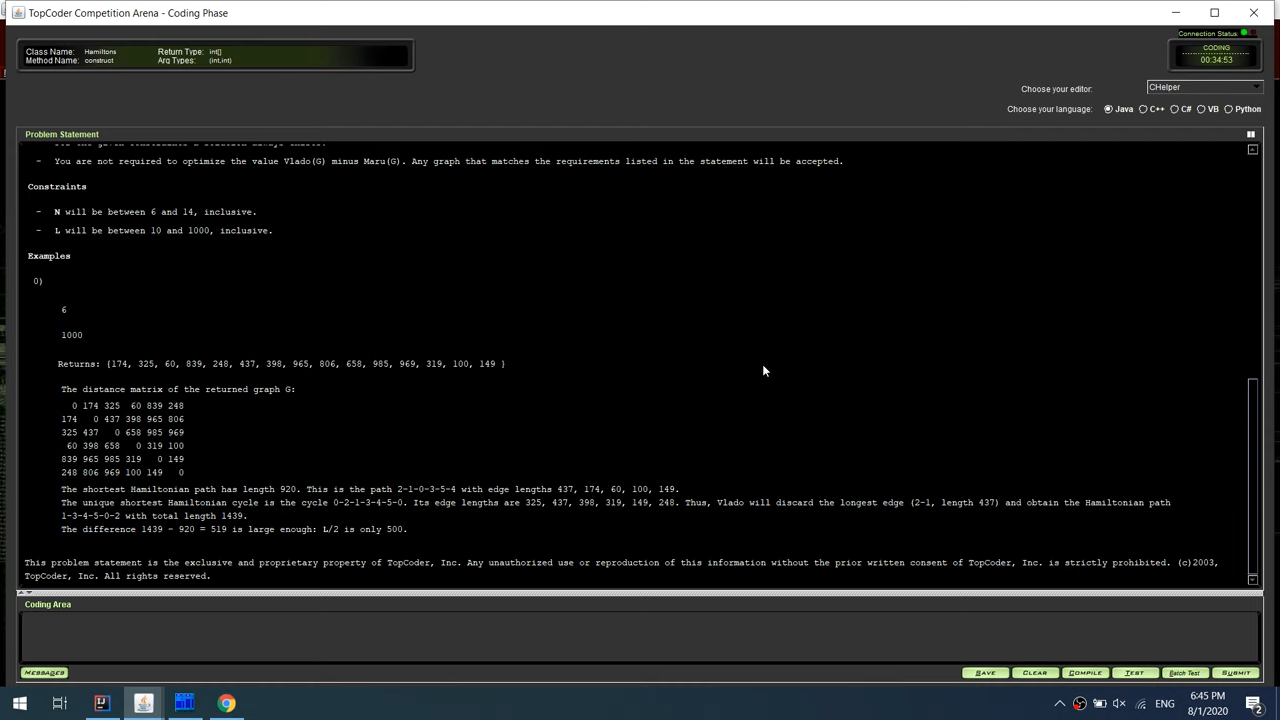 TopCoder Competition Arena - Coding Phase
Connection Status
Class Name: Hamiltons Return Type: int[]
Method Name: construct Arg Types: (int,int)
CODING
00:34:53
Choose your editor: CHelper
Choose your language: Java C++ C# VB Python
Problem Statement
For the given constraints a solution always exists.
- You are not required to optimize the value Vlado(G) minus Maru(G). Any graph that matches the requirements listed in the statement will be accepted.
Constraints
- N will be between 6 and 14, inclusive.
- L will be between 10 and 1000, inclusive.
Examples
0)
6
1000
Returns: {174, 325, 60, 839, 248, 437, 398, 965, 806, 658, 985, 969, 319, 100, 149 }
The distance matrix of the returned graph G:
0 174 325 60 839 248
174 0 437 398 965 806
325 437 0 658 985 969
60 398 658 0 319 100
839 965 985 319 0 149
248 806 969 100 149 0
The shortest Hamiltonian path has length 920. This is the path 2-1-0-3-5-4 with edge lengths 437, 174, 60, 100, 149.
The unique shortest Hamiltonian cycle is the cycle 0-2-1-3-4-5-0. Its edge lengths are 325, 437, 398, 319, 149, 248. Thus, Vlado will discard the longest edge (2-1, length 437) and obtain the Hamiltonian path
1-3-4-5-0-2 with total length 1439.
The difference 1439 - 920 = 519 is large enough: L/2 is only 500.
This problem statement is the exclusive and proprietary property of TopCoder, Inc. Any unauthorized use or reproduction of this information without the prior written consent of TopCoder, Inc. is strictly prohibited. (c)2003,
TopCoder, Inc. All rights reserved.
Coding Area
MESSAGES SAVE CLEAR COMPILE TEST Batch Test SUBMIT
ENG
6:45 PM
8/1/2020
2